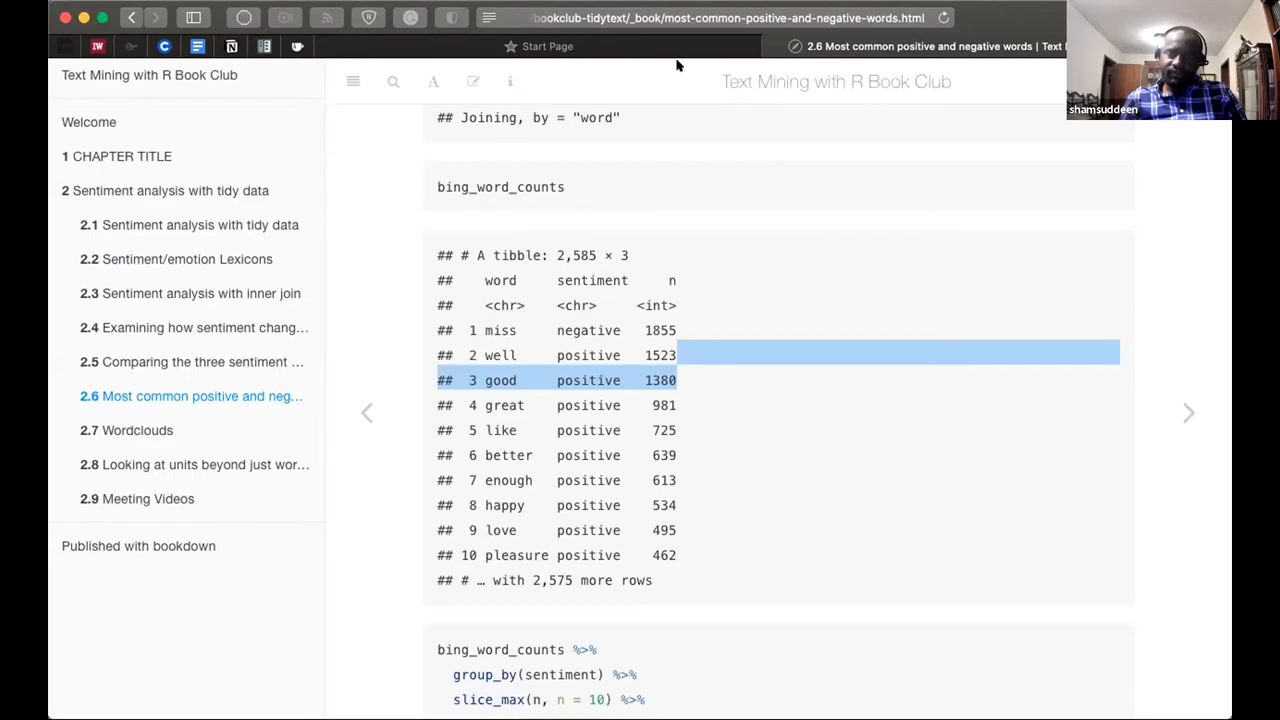 bookclub-tidytext/_book/most-common-positive-and-negative-words.html
IW
Start Page
2.6 Most common positive and negative words | Text
shamsuddeen
Text Mining with R Book Club
Welcome
1 CHAPTER TITLE
2 Sentiment analysis with tidy data
2.1 Sentiment analysis with tidy data
2.2 Sentiment/emotion Lexicons
2.3 Sentiment analysis with inner join
2.4 Examining how sentiment chang...
2.5 Comparing the three sentiment ...
2.6 Most common positive and neg...
2.7 Wordclouds
2.8 Looking at units beyond just wor...
2.9 Meeting Videos
Published with bookdown
A
i
Text Mining with R Book Club
## Joining, by = "word"
bing_word_counts
## # A tibble: 2,585 × 3
## word sentiment n
## <chr> <chr> <int>
## 1 miss negative 1855
## 2 well positive 1523
## 3 good positive 1380
## 4 great positive 981
## 5 like positive 725
## 6 better positive 639
## 7 enough positive 613
## 8 happy positive 534
## 9 love positive 495
## 10 pleasure positive 462
## # … with 2,575 more rows
bing_word_counts %>%
group_by(sentiment) %>%
slice_max(n, n = 10) %>%